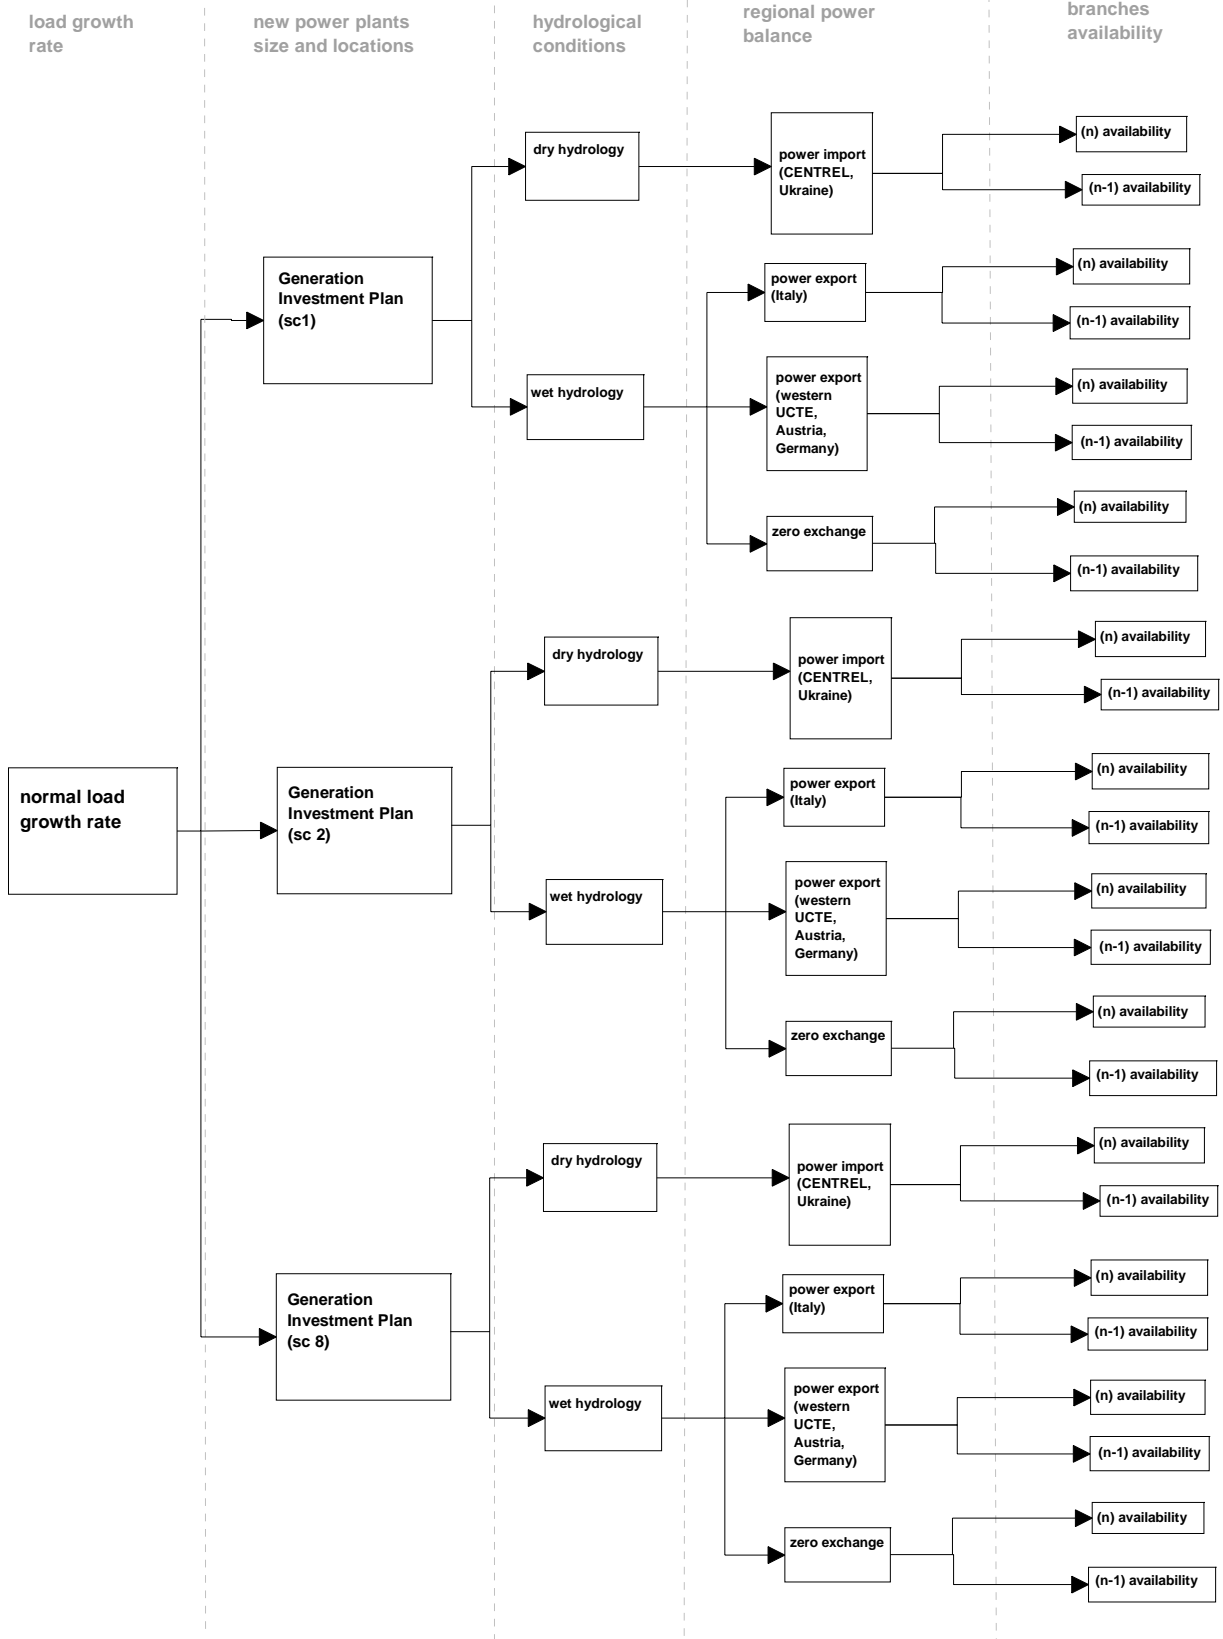 load growth
rate
new power plants
size and locations
hydrological
conditions
regional power
balance
branches
availability
normal load
growth rate
Generation
Investment Plan
(sc1)
dry hydrology
power import
(CENTREL,
Ukraine)
(n) availability
(n-1) availability
wet hydrology
power export
(Italy)
(n) availability
(n-1) availability
power export
(western
UCTE,
Austria,
Germany)
(n) availability
(n-1) availability
zero exchange
(n) availability
(n-1) availability
Generation
Investment Plan
(sc 2)
dry hydrology
power import
(CENTREL,
Ukraine)
(n) availability
(n-1) availability
wet hydrology
power export
(Italy)
(n) availability
(n-1) availability
power export
(western
UCTE,
Austria,
Germany)
(n) availability
(n-1) availability
zero exchange
(n) availability
(n-1) availability
Generation
Investment Plan
(sc 8)
dry hydrology
power import
(CENTREL,
Ukraine)
(n) availability
(n-1) availability
wet hydrology
power export
(Italy)
(n) availability
(n-1) availability
power export
(western
UCTE,
Austria,
Germany)
(n) availability
(n-1) availability
zero exchange
(n) availability
(n-1) availability